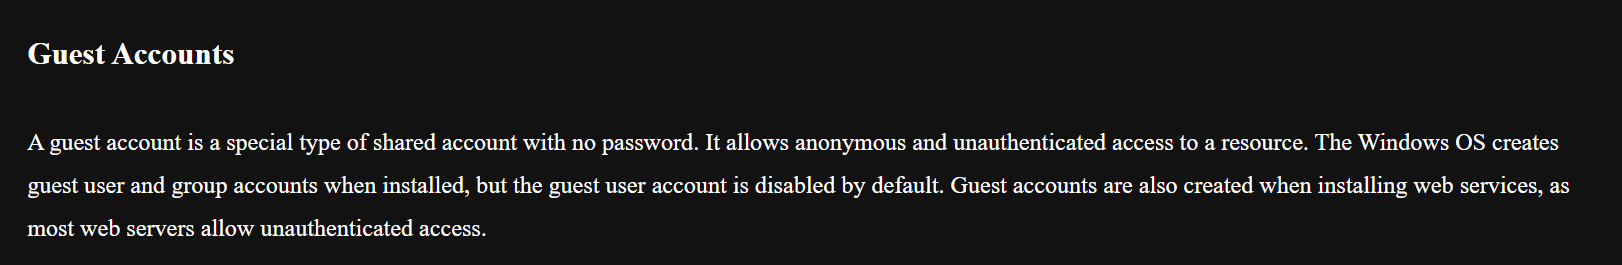 Guest Accounts
A guest account is a special type of shared account with no password. It allows anonymous and unauthenticated access to a resource. The Windows OS creates
guest user and group accounts when installed, but the guest user account is disabled by default. Guest accounts are also created when installing web services, as
most web servers allow unauthenticated access.